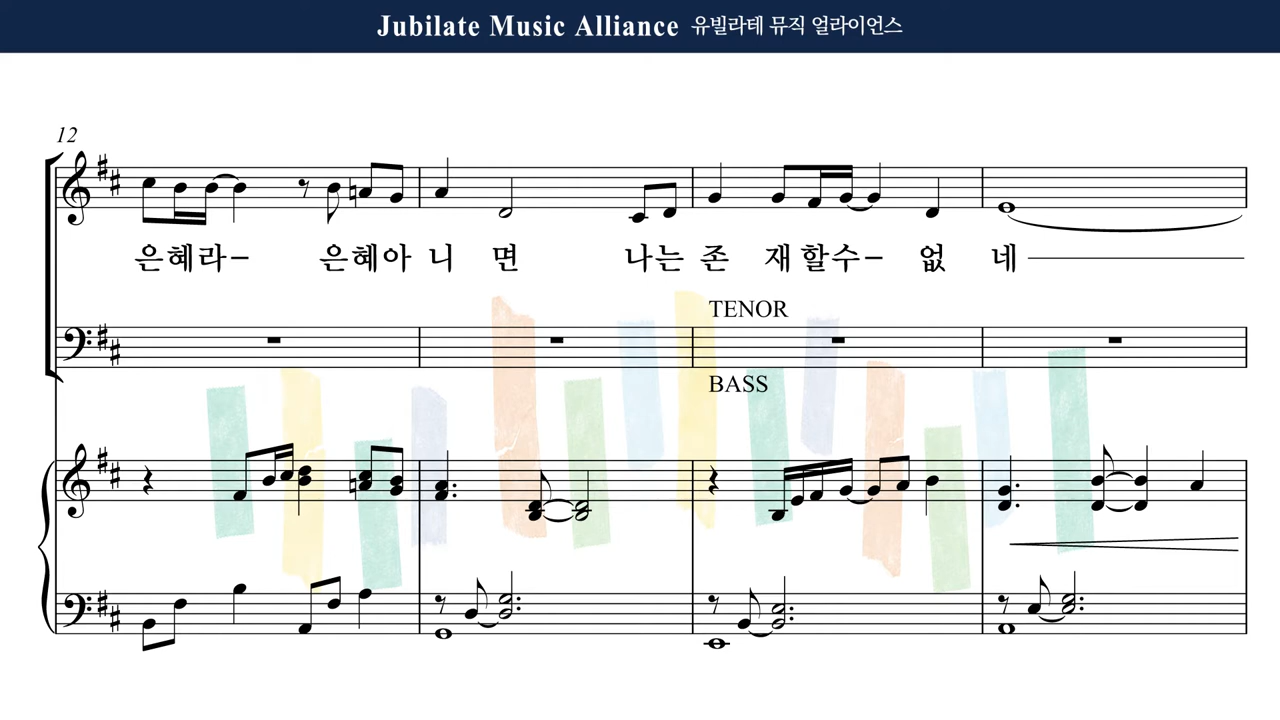 Jubilate Music Alliance 유빌라테 뮤직 얼라이언스
12
은혜라– 은혜아 니 면 나는 존 재 할수– 없 네
TENOR
BASS